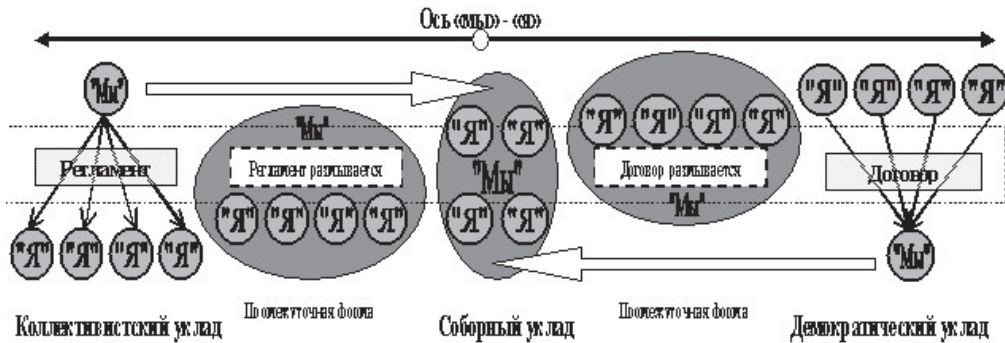 Ось «мы» - «я»
"Мы"
"Я" "Я" "Я" "Я"
"Я" "Я"
"Я" "Я" "Я" "Я"
"Мы"
Регламент
Регламент размывается
"Мы"
Договор размывается
Договор
"Мы"
"Я" "Я" "Я" "Я"
"Я" "Я" "Я" "Я"
"Я" "Я"
"Мы"
Промежуточная форма
Промежуточная форма
Коллективистский уклад
Соборный уклад
Демократический уклад